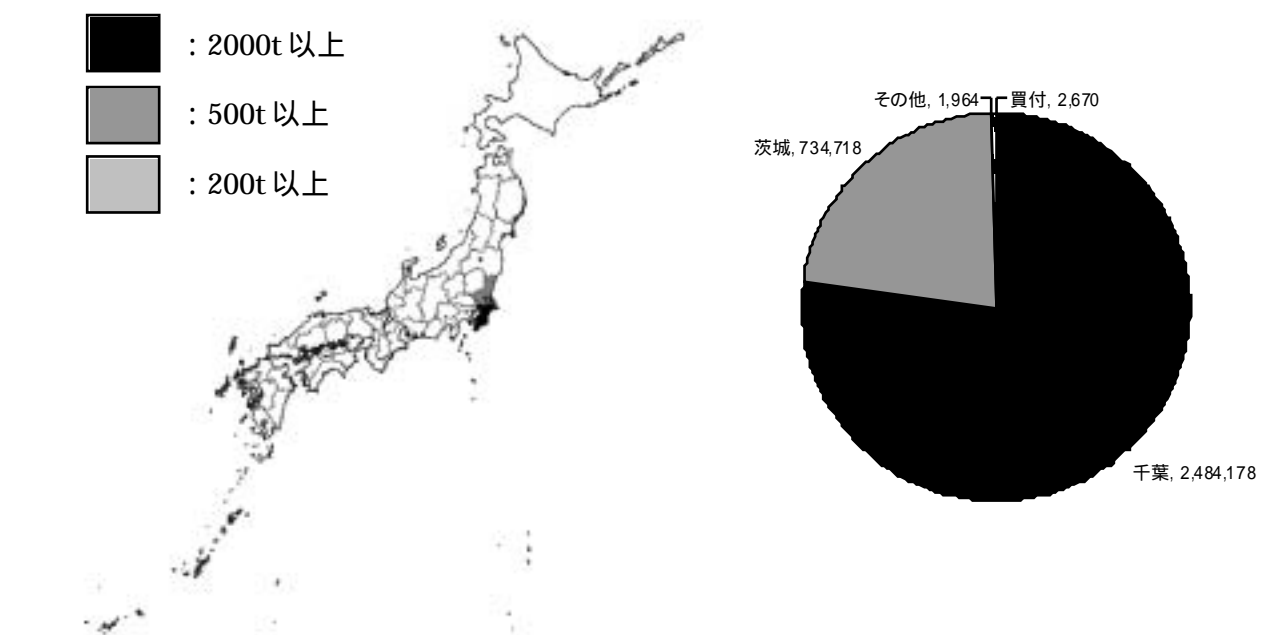 ：2000t 以上
：500t 以上
：200t 以上
その他, 1,964
買付, 2,670
茨城, 734,718
千葉, 2,484,178